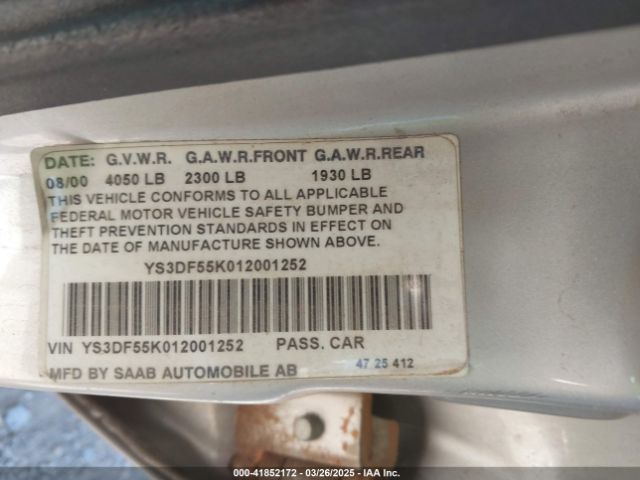 DATE: G.V.W.R. G.A.W.R.FRONT G.A.W.R.REAR
08/00 4050 LB 2300 LB 1930 LB
THIS VEHICLE CONFORMS TO ALL APPLICABLE
FEDERAL MOTOR VEHICLE SAFETY BUMPER AND
THEFT PREVENTION STANDARDS IN EFFECT ON
THE DATE OF MANUFACTURE SHOWN ABOVE.
YS3DF55K012001252
VIN YS3DF55K012001252 PASS. CAR
MFD BY SAAB AUTOMOBILE AB 47 25 412
000-41852172 - 03/26/2025 - IAA Inc.